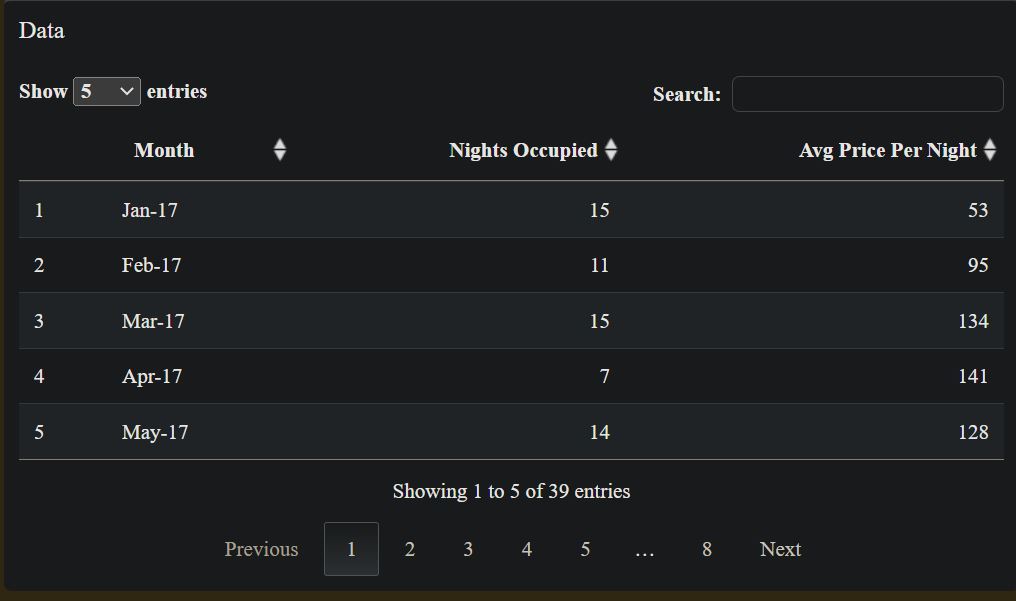 Data
Show 5 entries Search:
Month Nights Occupied Avg Price Per Night
1 Jan-17 15 53
2 Feb-17 11 95
3 Mar-17 15 134
4 Apr-17 7 141
5 May-17 14 128
Showing 1 to 5 of 39 entries
Previous 1 2 3 4 5 … 8 Next